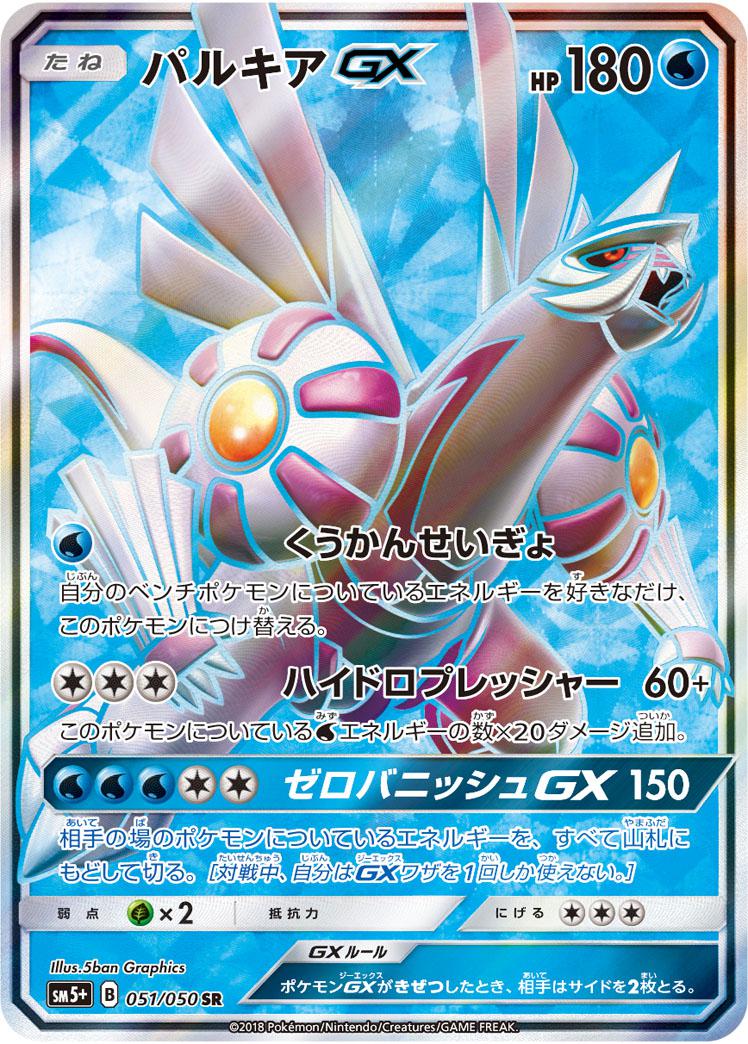 たね パルキアGX HP 180
くうかんせいぎょ
自分のベンチポケモンについているエネルギーを好きなだけ、
このポケモンにつけ替える。
ハイドロプレッシャー 60+
このポケモンについているエネルギーの数×20ダメージ追加。
ゼロバニッシュGX 150
相手の場のポケモンについているエネルギーを、すべて山札に
もどして切る。[対戦中、自分はGXワザを1回しか使えない。]
弱点 ×2 抵抗力 にげる
GXルール
ポケモンGXがきぜつしたとき、相手はサイドを2枚とる。
Illus.5ban Graphics
SM5+ B 051/050 SR
©2018 Pokémon/Nintendo/Creatures/GAME FREAK.